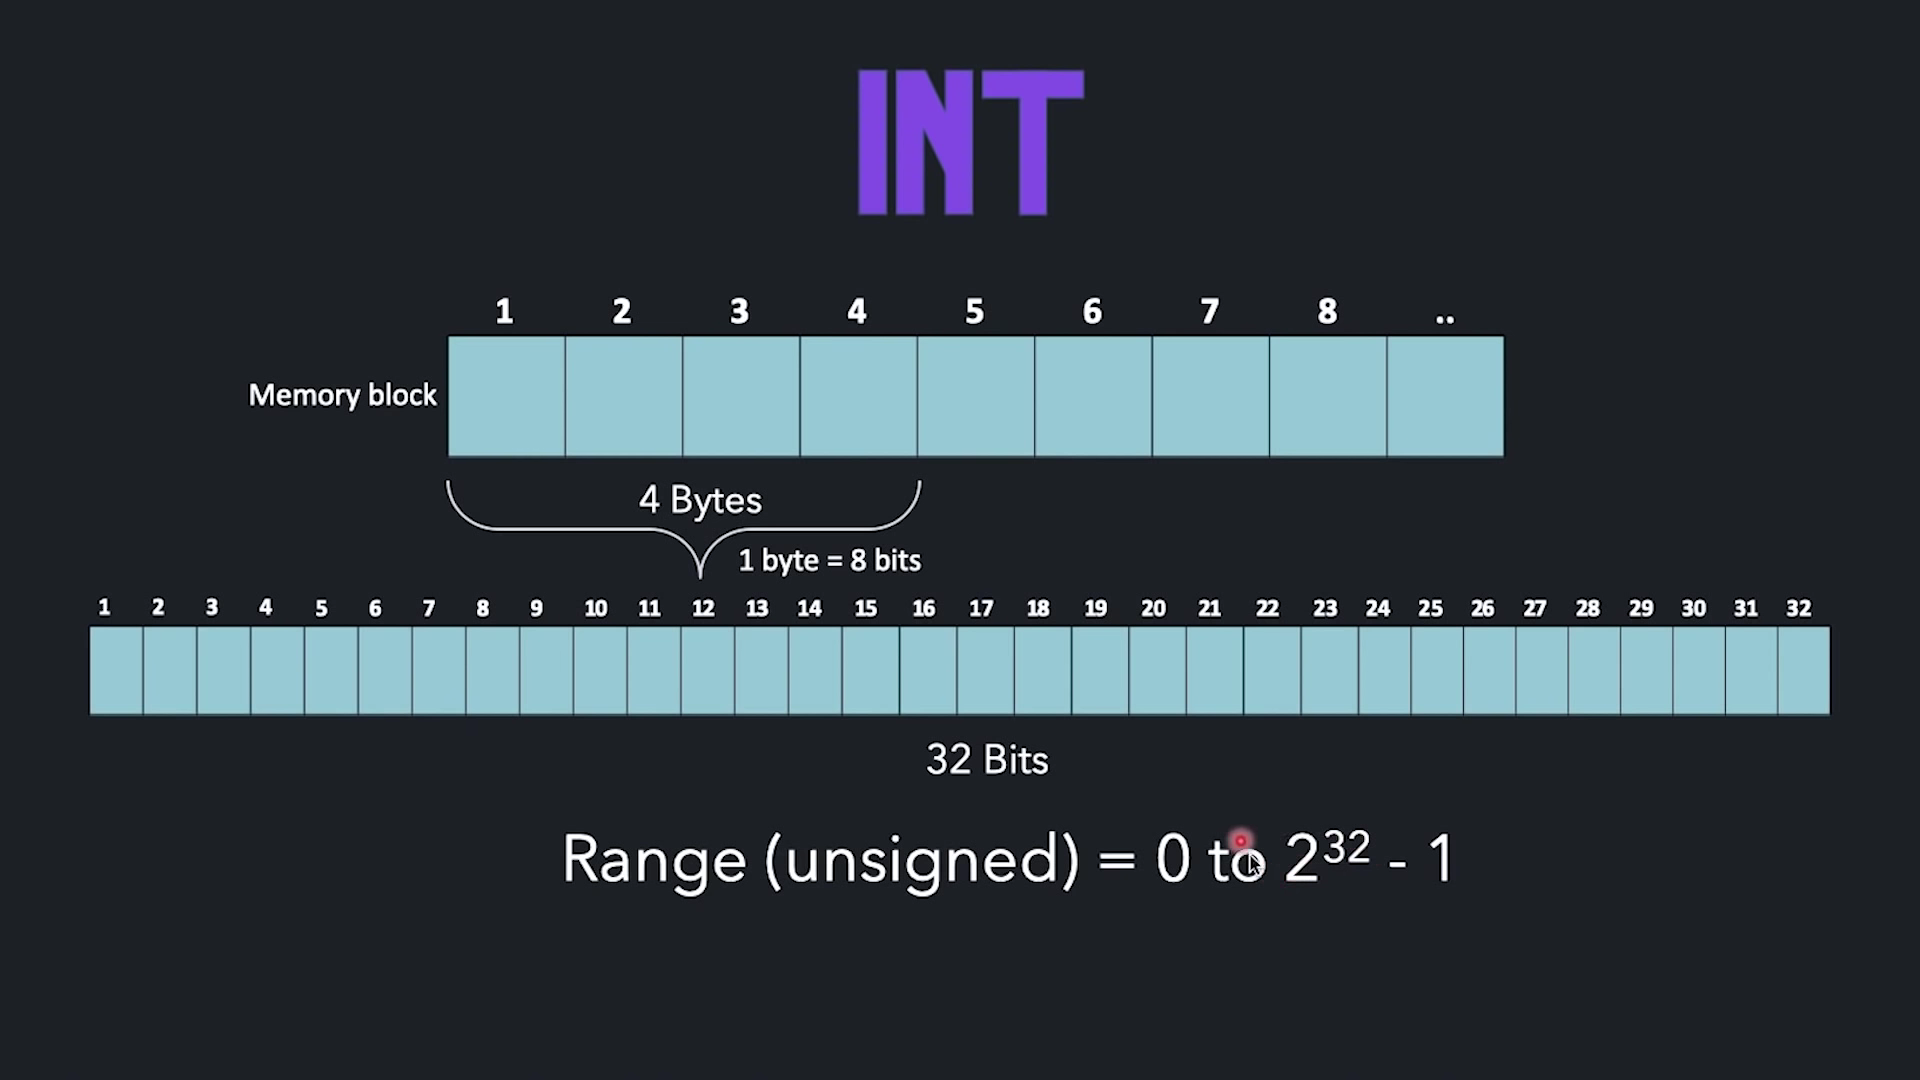 INT
1 2 3 4 5 6 7 8 ..
Memory block
4 Bytes
1 byte = 8 bits
1 2 3 4 5 6 7 8 9 10 11 12 13 14 15 16 17 18 19 20 21 22 23 24 25 26 27 28 29 30 31 32
32 Bits
Range (unsigned) = 0 to 2³² - 1